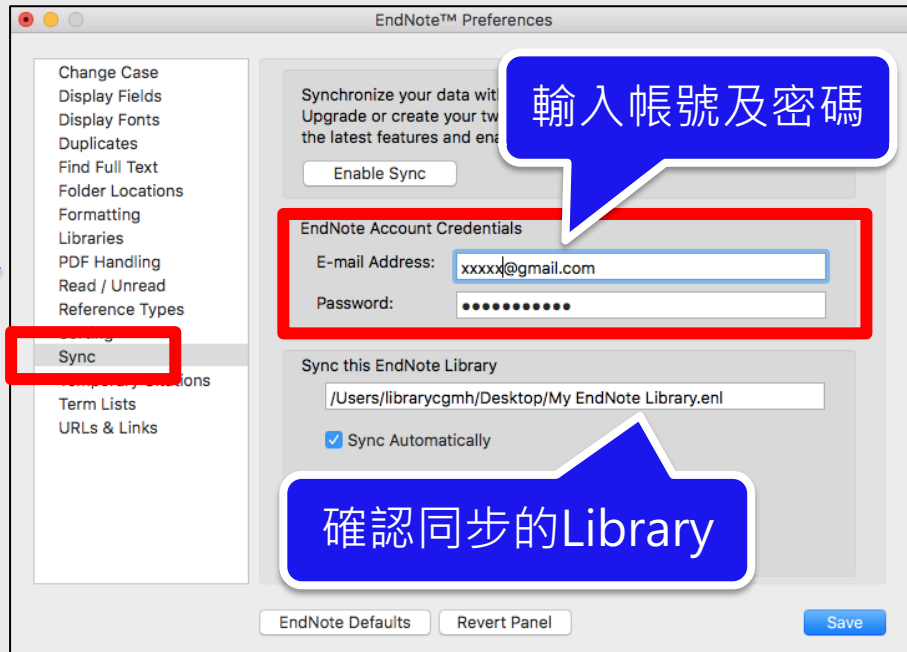 EndNote™ Preferences
Change Case
Display Fields
Display Fonts
Duplicates
Find Full Text
Folder Locations
Formatting
Libraries
PDF Handling
Read / Unread
Reference Types
Sync
Term Lists
URLs & Links
Synchronize your data
Upgrade or create your
the latest features and
Enable Sync
輸入帳號及密碼
EndNote Account Credentials
E-mail Address: xxxxx@gmail.com
Password: ●●●●●●●●●●●
Sync this EndNote Library
/Users/librarycgmh/Desktop/My EndNote Library.enl
Sync Automatically
確認同步的Library
EndNote Defaults
Revert Panel
Save